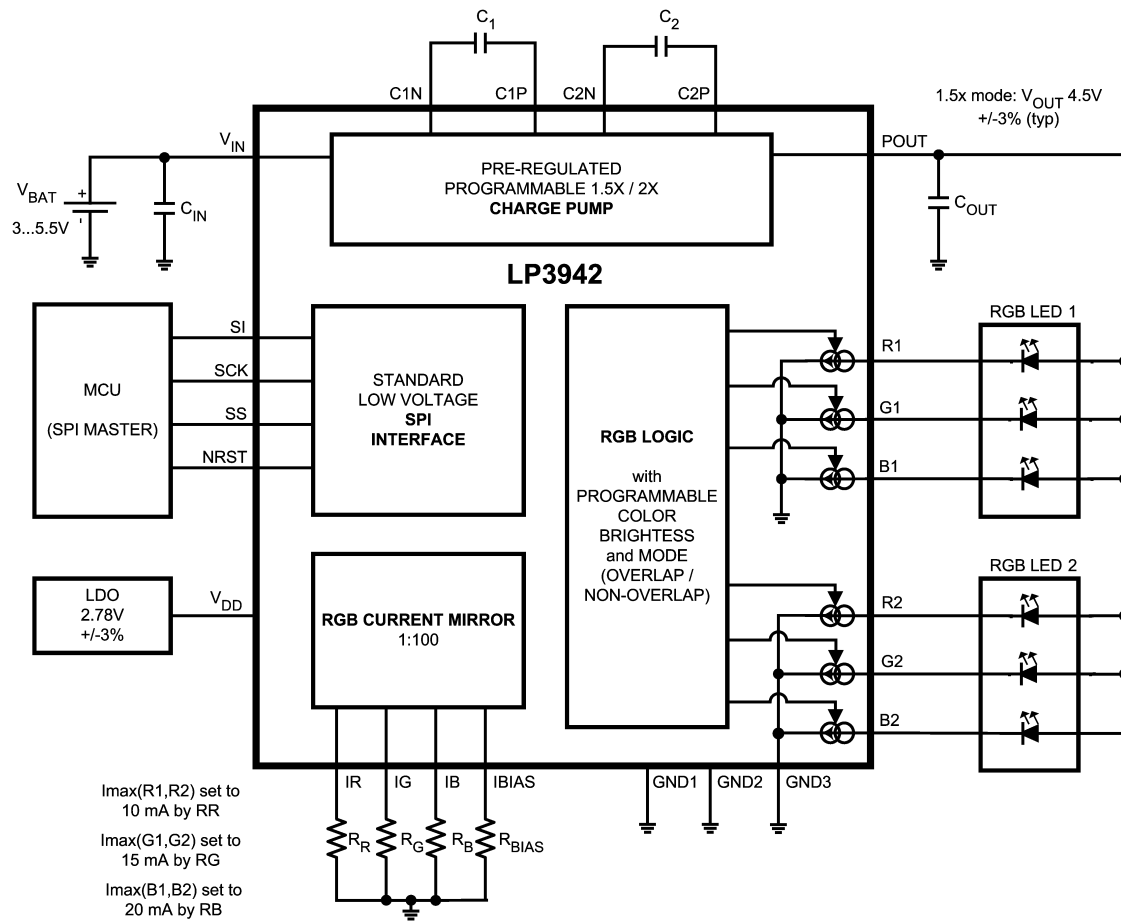 C1
C2
C1N
C1P
C2N
C2P
1.5x mode: VOUT 4.5V
+/-3% (typ)
VIN
POUT
PRE-REGULATED
PROGRAMMABLE 1.5X / 2X
CHARGE PUMP
VBAT
+
-
3...5.5V
CIN
COUT
LP3942
MCU
(SPI MASTER)
SI
SCK
SS
NRST
STANDARD
LOW VOLTAGE
SPI
INTERFACE
RGB LOGIC
with
PROGRAMMABLE
COLOR
BRIGHTESS
and MODE
(OVERLAP /
NON-OVERLAP)
RGB LED 1
R1
G1
B1
RGB LED 2
R2
G2
B2
LDO
2.78V
+/-3%
VDD
RGB CURRENT MIRROR
1:100
IR
IG
IB
IBIAS
GND1
GND2
GND3
RR
RG
RB
RBIAS
Imax(R1,R2) set to
10 mA by RR
Imax(G1,G2) set to
15 mA by RG
Imax(B1,B2) set to
20 mA by RB